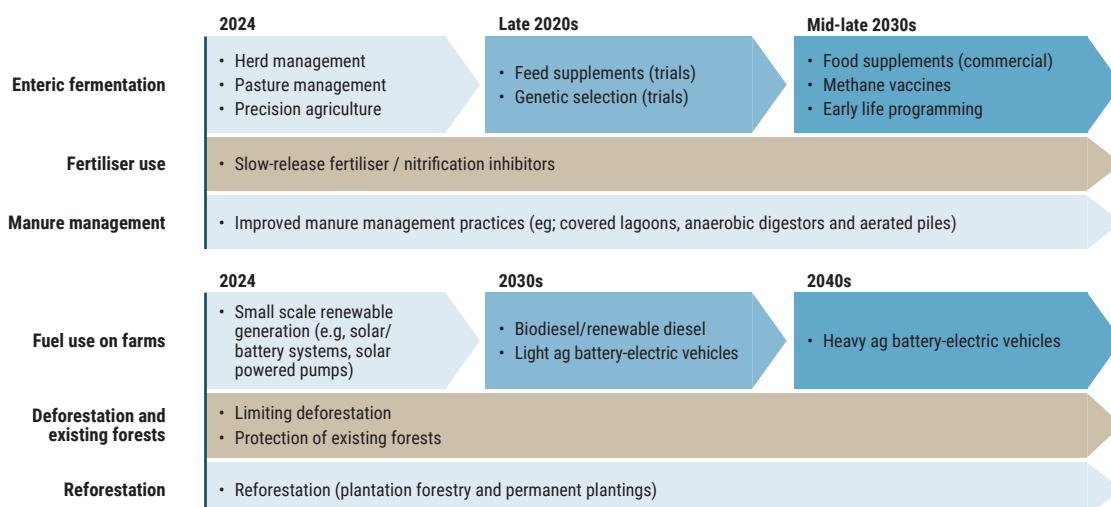 2024 Late 2020s Mid-late 2030s
Enteric fermentation
• Herd management
• Pasture management
• Precision agriculture
• Feed supplements (trials)
• Genetic selection (trials)
• Food supplements (commercial)
• Methane vaccines
• Early life programming
Fertiliser use
• Slow-release fertiliser / nitrification inhibitors
Manure management
• Improved manure management practices (eg; covered lagoons, anaerobic digestors and aerated piles)
2024 2030s 2040s
Fuel use on farms
• Small scale renewable
generation (e.g, solar/
battery systems, solar
powered pumps)
• Biodiesel/renewable diesel
• Light ag battery-electric vehicles
• Heavy ag battery-electric vehicles
Deforestation and
existing forests
• Limiting deforestation
• Protection of existing forests
Reforestation
• Reforestation (plantation forestry and permanent plantings)